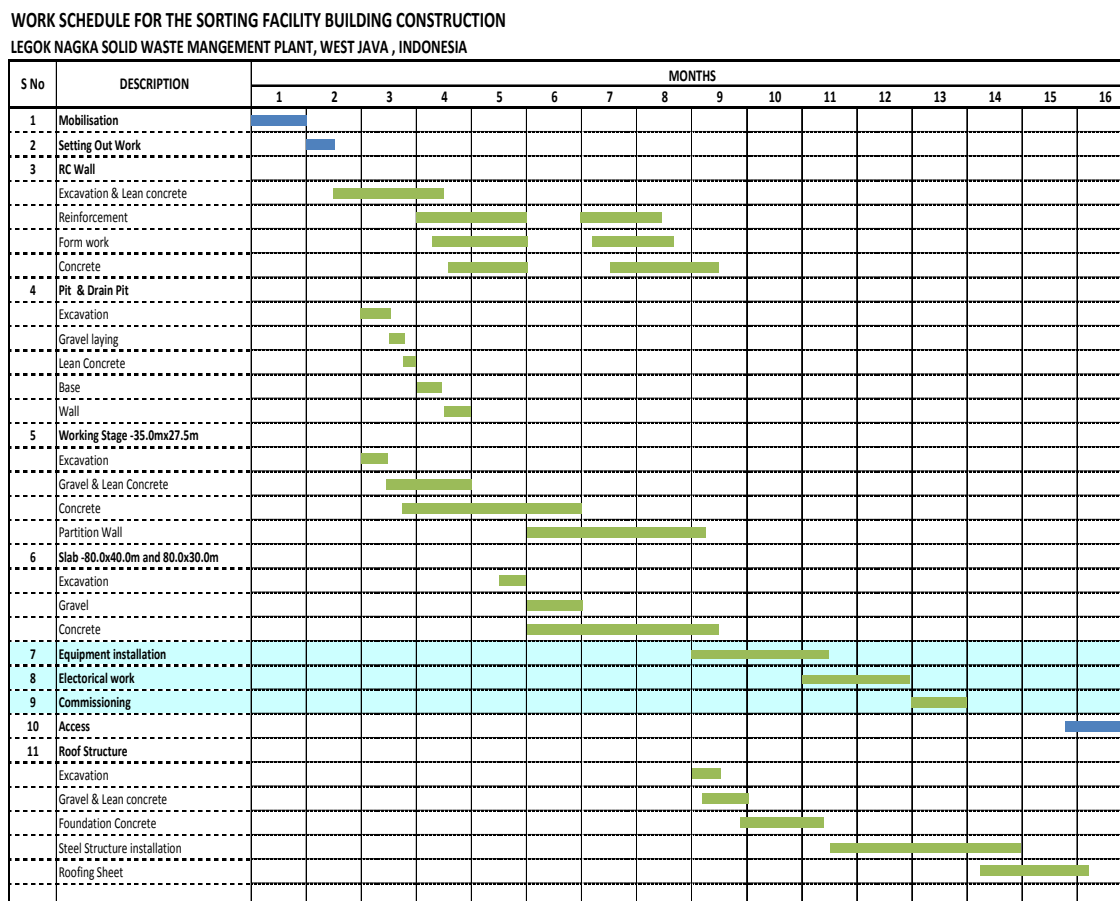 WORK SCHEDULE FOR THE SORTING FACILITY BUILDING CONSTRUCTION
LEGOK NAGKA SOLID WASTE MANGEMENT PLANT, WEST JAVA , INDONESIA
S No DESCRIPTION MONTHS
1 2 3 4 5 6 7 8 9 10 11 12 13 14 15 16
1 Mobilisation
2 Setting Out Work
3 RC Wall
Excavation & Lean concrete
Reinforcement
Form work
Concrete
4 Pit & Drain Pit
Excavation
Gravel laying
Lean Concrete
Base
Wall
5 Working Stage -35.0mx27.5m
Excavation
Gravel & Lean Concrete
Concrete
Partition Wall
6 Slab -80.0x40.0m and 80.0x30.0m
Excavation
Gravel
Concrete
7 Equipment installation
8 Electorical work
9 Commissioning
10 Access
11 Roof Structure
Excavation
Gravel & Lean concrete
Foundation Concrete
Steel Structure installation
Roofing Sheet